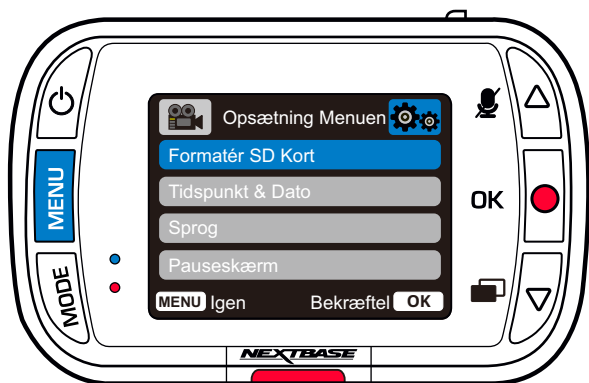 Opsætning Menuen
Formatér SD Kort
MENU
Tidspunkt & Dato
Sprog
OK
Pauseskærm
MODE
MENU Igen Bekræftel OK
NEXTBASE